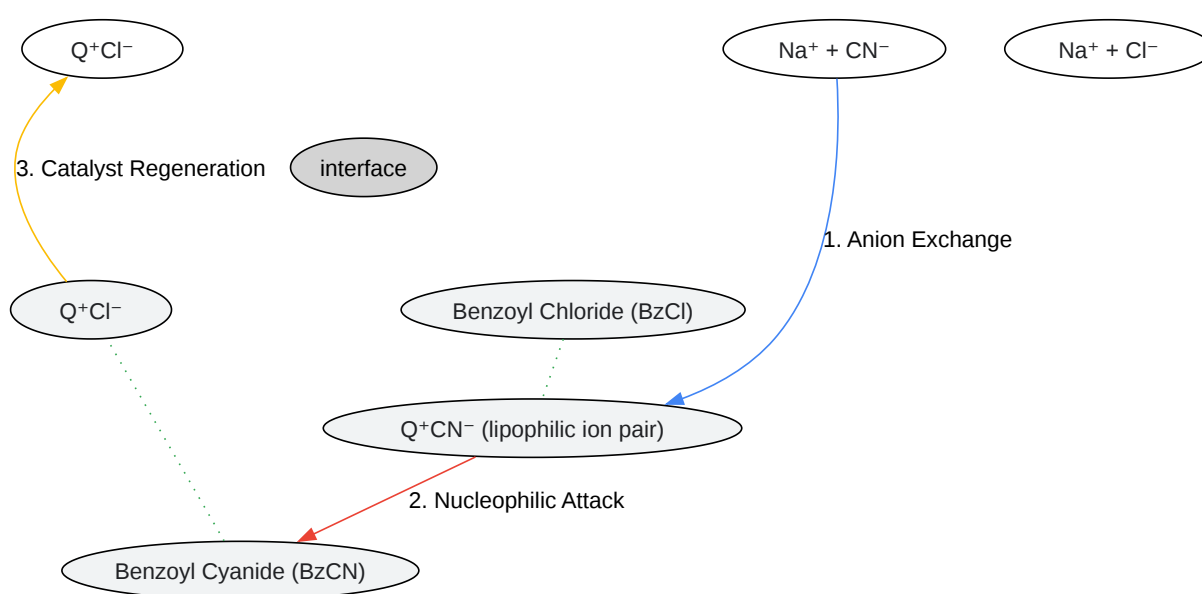 Q⁺Cl⁻
Na⁺ + CN⁻
Na⁺ + Cl⁻
3. Catalyst Regeneration
interface
1. Anion Exchange
Q⁺Cl⁻
Benzoyl Chloride (BzCl)
Q⁺CN⁻ (lipophilic ion pair)
2. Nucleophilic Attack
Benzoyl Cyanide (BzCN)